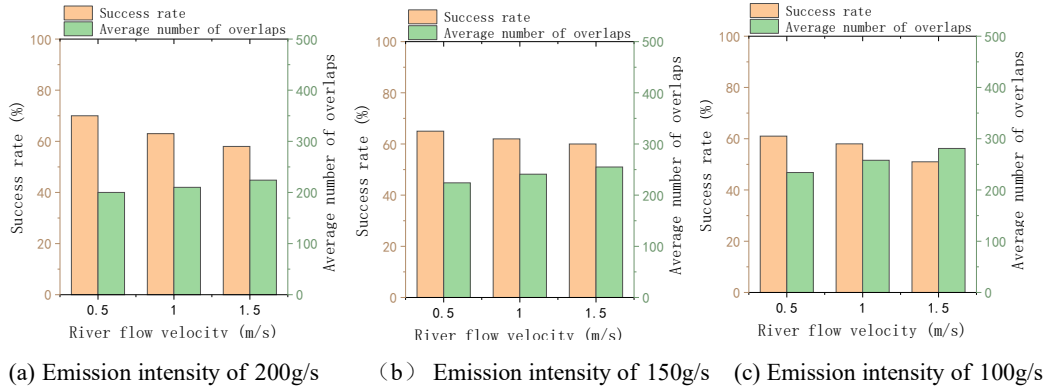 Success rate
Average number of overlaps
100
80
60
40
20
0
500
400
300
200
100
0
0.5
1
1.5
Success rate (%)
Average number of overlaps
River flow velocity (m/s)
(a) Emission intensity of 200g/s
Success rate
Average number of overlaps
100
80
60
40
20
0
500
400
300
200
100
0
0.5
1
1.5
Success rate (%)
Average number of overlaps
River flow velocity (m/s)
(b) Emission intensity of 150g/s
Success rate
Average number of overlaps
100
80
60
40
20
0
500
400
300
200
100
0
0.5
1
1.5
Success rate (%)
Average number of overlaps
River flow velocity (m/s)
(c) Emission intensity of 100g/s